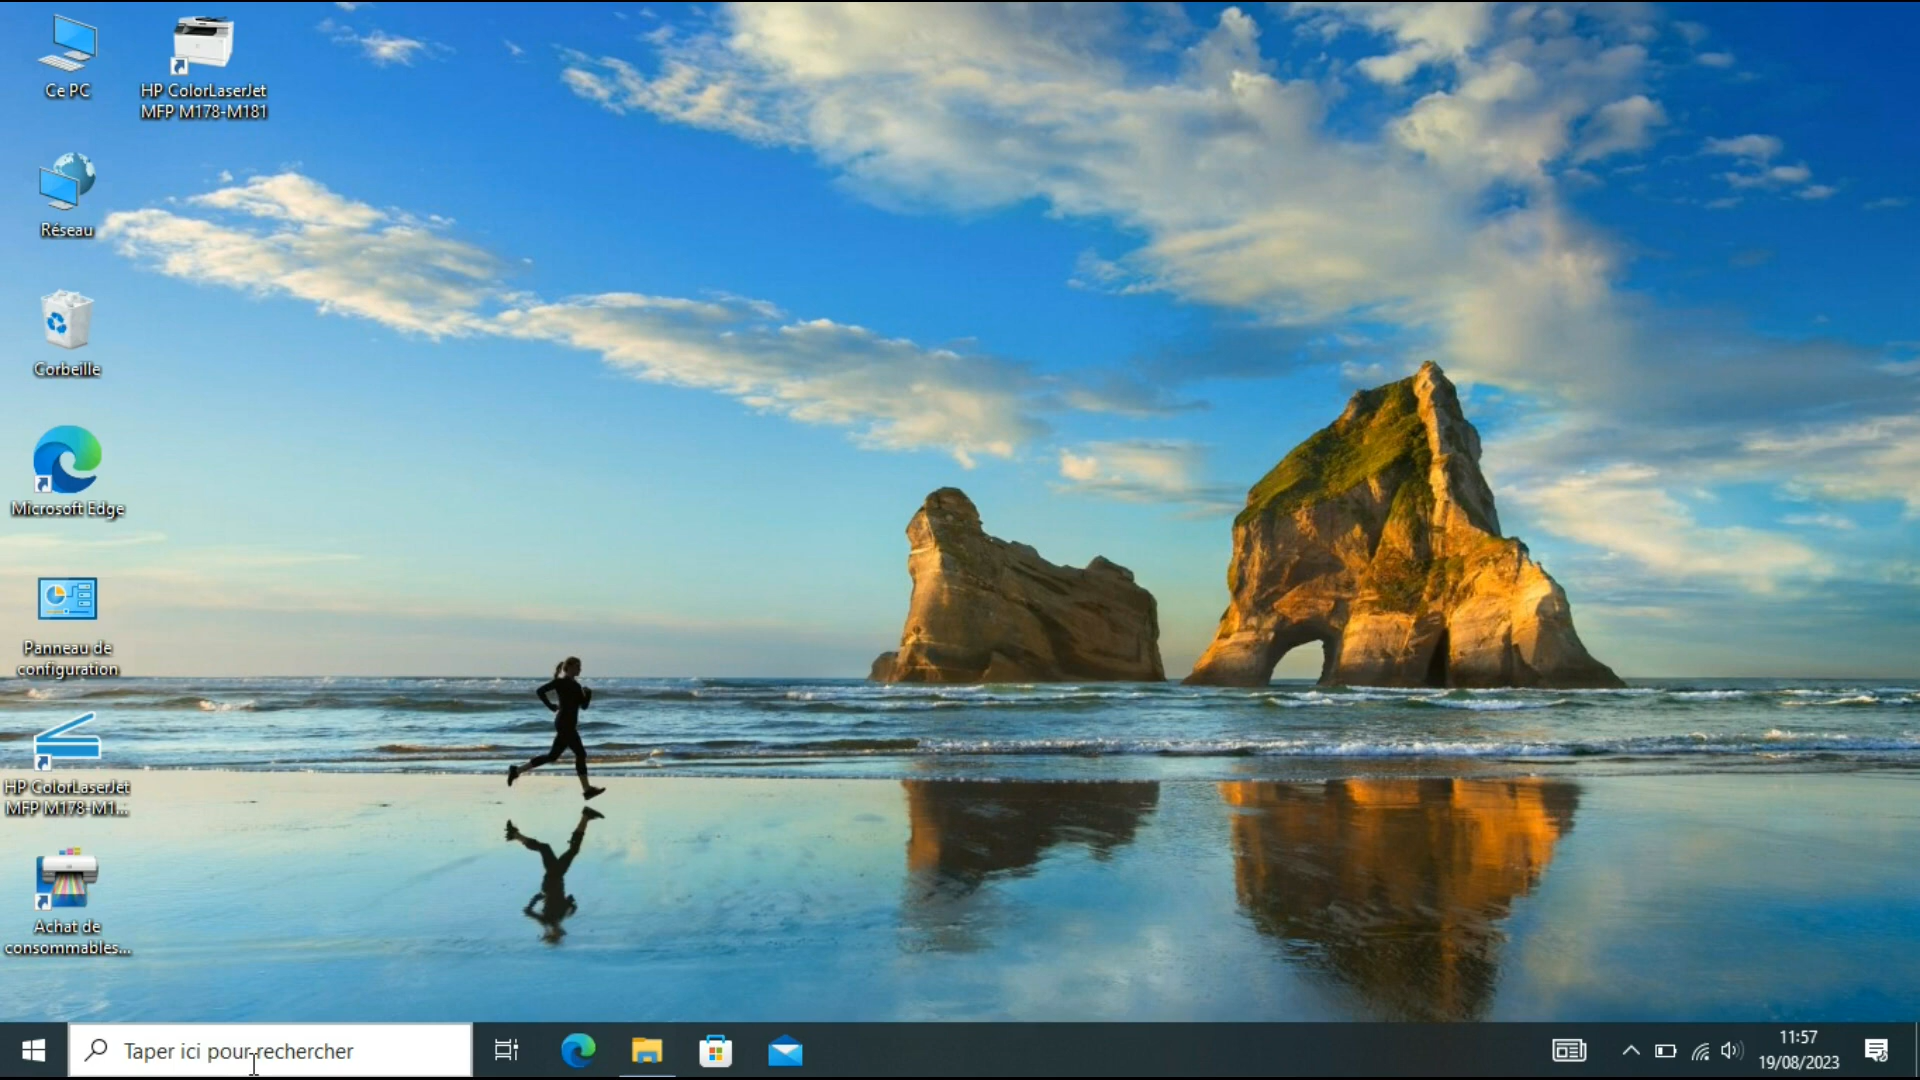 Ce PC
HP ColorLaserJet
MFP M178-M181
Réseau
Corbeille
Microsoft Edge
Panneau de
configuration
HP ColorLaserJet
MFP M178-M1...
Achat de
consommables...
Taper ici pour rechercher
11:57
19/08/2023